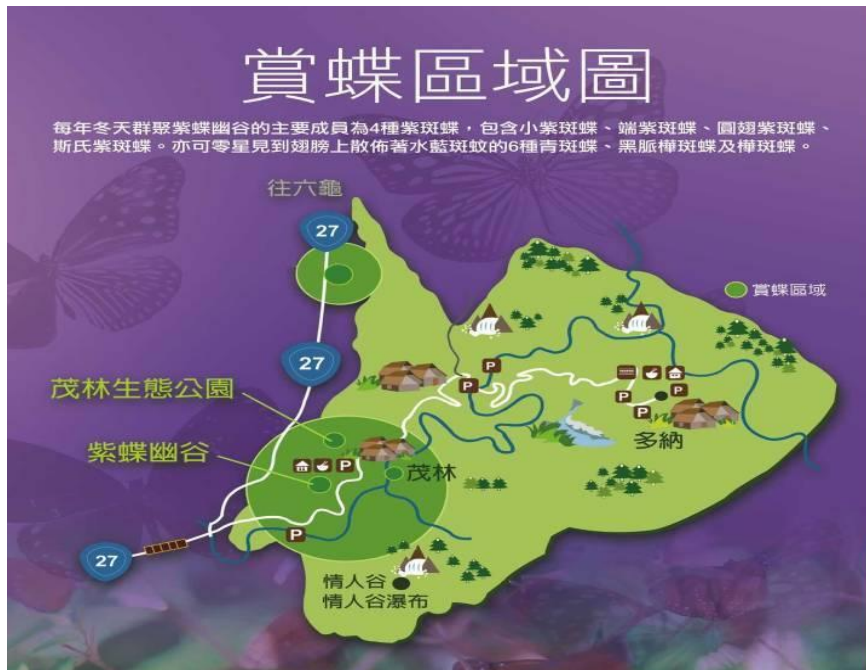 賞蝶區域圖
每年冬天群聚紫蝶幽谷的主要成員為4種紫斑蝶，包含小紫斑蝶、端紫斑蝶、圓翅紫斑蝶、
斯氏紫斑蝶。亦可零星見到翅膀上散佈著水藍斑蚊的6種青斑蝶、黑脈樺斑蝶及樺斑蝶。
往六龜
27
賞蝶區域
27
P
P
茂林生態公園
P
P
P
多納
紫蝶幽谷
P
茂林
P
27
情人谷
情人谷瀑布